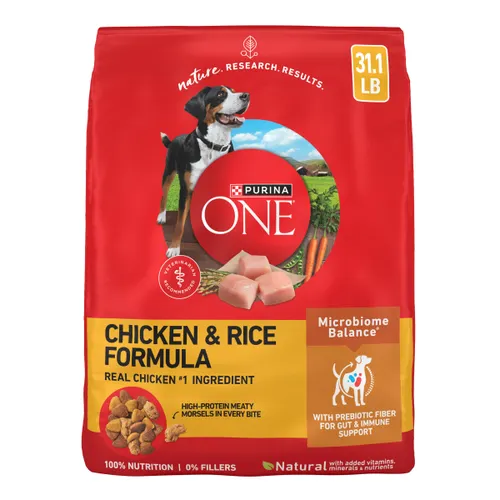 nature. RESEARCH. RESULTS.
31.1
LB
PURINA
ONE
VETERINARIAN
RECOMMENDED
CHICKEN & RICE
FORMULA
REAL CHICKEN #1 INGREDIENT
HIGH-PROTEIN MEATY
MORSELS IN EVERY BITE
100% NUTRITION | 0% FILLERS
Microbiome
Balance*
WITH PREBIOTIC FIBER
FOR GUT & IMMUNE
SUPPORT
Natural with added vitamins,
minerals & nutrients